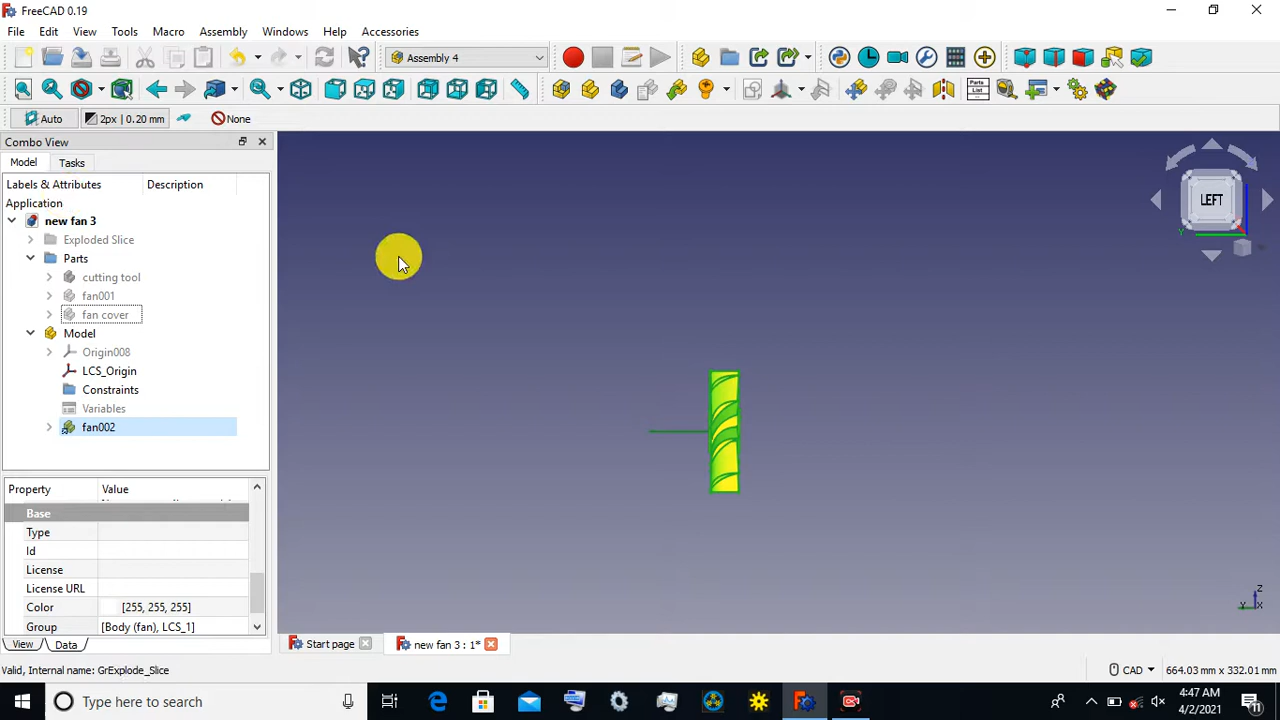 FreeCAD 0.19
File Edit View Tools Macro Assembly Windows Help Accessories
Assembly 4
Parts List
Auto 2px | 0.20 mm None
Combo View
Model Tasks
Labels & Attributes Description
Application
new fan 3
Exploded Slice
Parts
cutting tool
fan001
fan cover
Model
Origin008
LCS_Origin
Constraints
Variables
fan002
Property Value
Base
Type
Id
License
License URL
Color [255, 255, 255]
Group [Body (fan), LCS_1]
View Data
LEFT
Y
Z
Y X
Start page new fan 3 : 1*
Valid, Internal name: GrExplode_Slice
CAD 664.03 mm x 332.01 mm
Type here to search
4:47 AM
4/2/2021
11